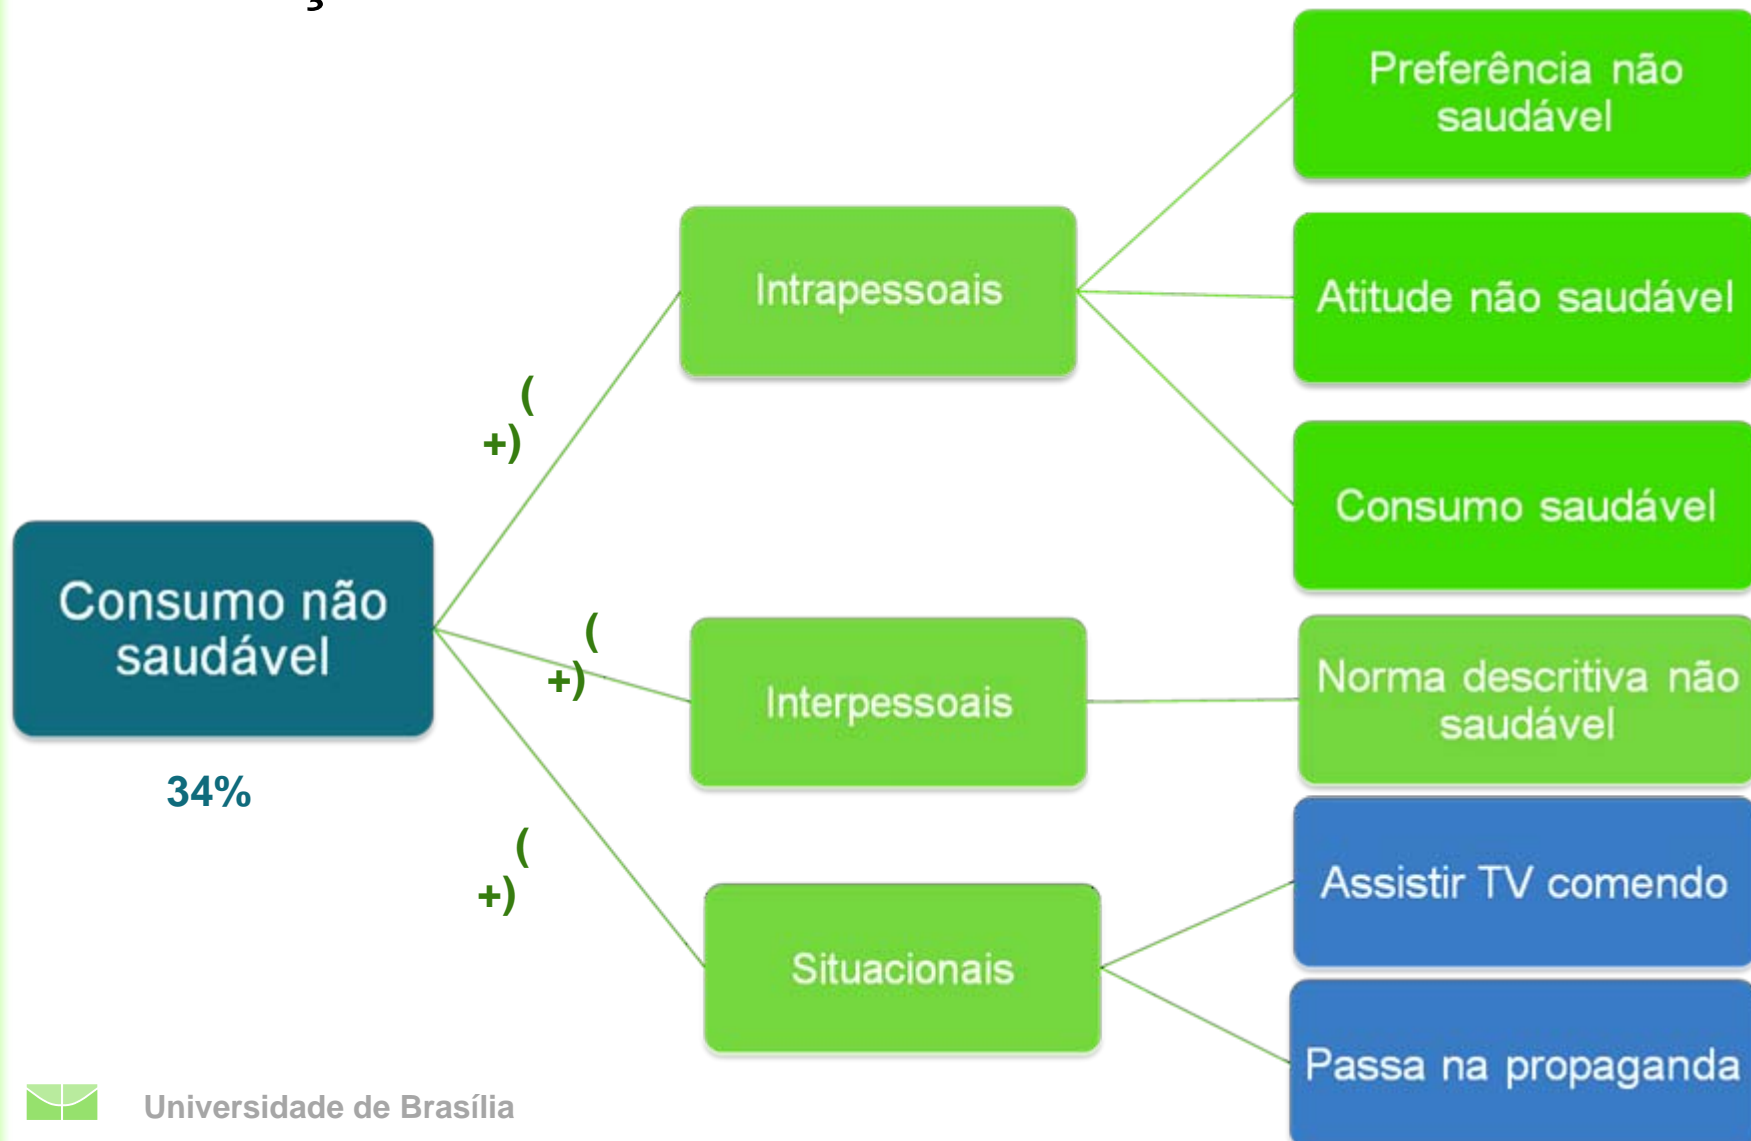 Preferência não
saudável
Intrapessoais
Atitude não saudável
(
+)
Consumo saudável
Consumo não
saudável
34%
(
+)
Interpessoais
Norma descritiva não
saudável
(
+)
Situacionais
Assistir TV comendo
Passa na propaganda
Universidade de Brasília